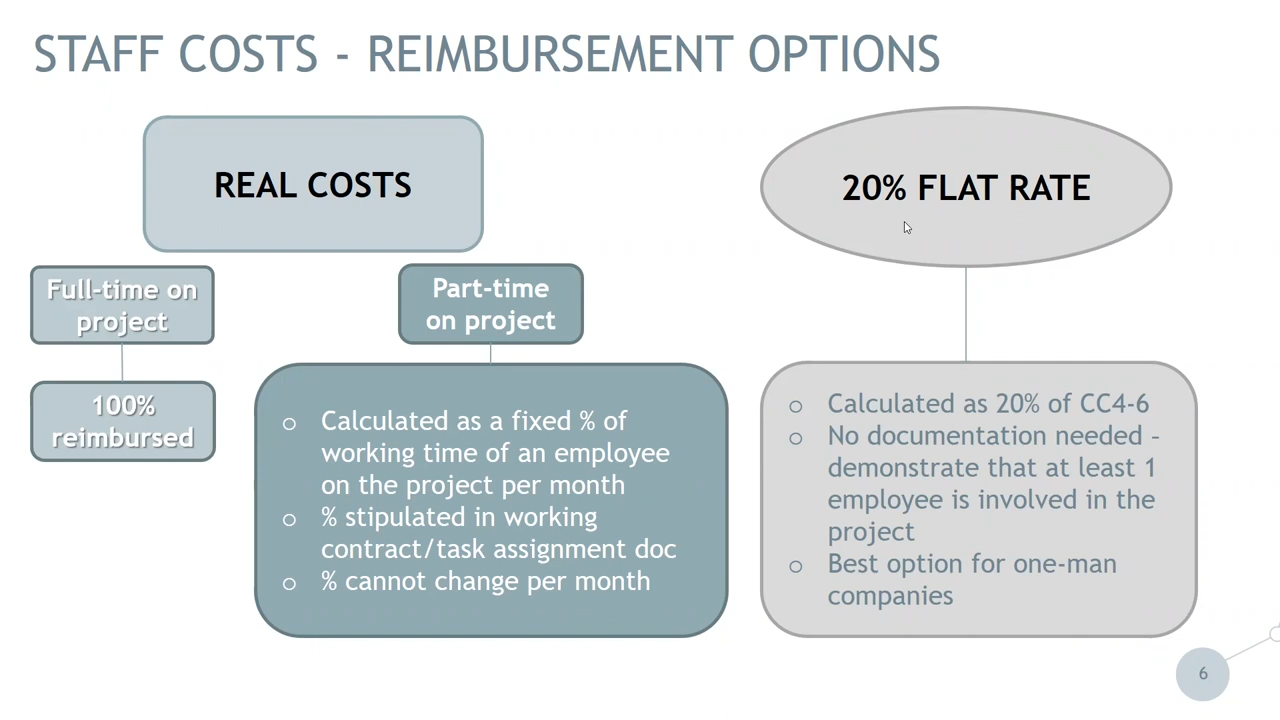 STAFF COSTS - REIMBURSEMENT OPTIONS
REAL COSTS
Full-time on
project
100%
reimbursed
Part-time
on project
o Calculated as a fixed % of
working time of an employee
on the project per month
o % stipulated in working
contract/task assignment doc
o % cannot change per month
20% FLAT RATE
o Calculated as 20% of CC4-6
o No documentation needed –
demonstrate that at least 1
employee is involved in the
project
o Best option for one-man
companies
6